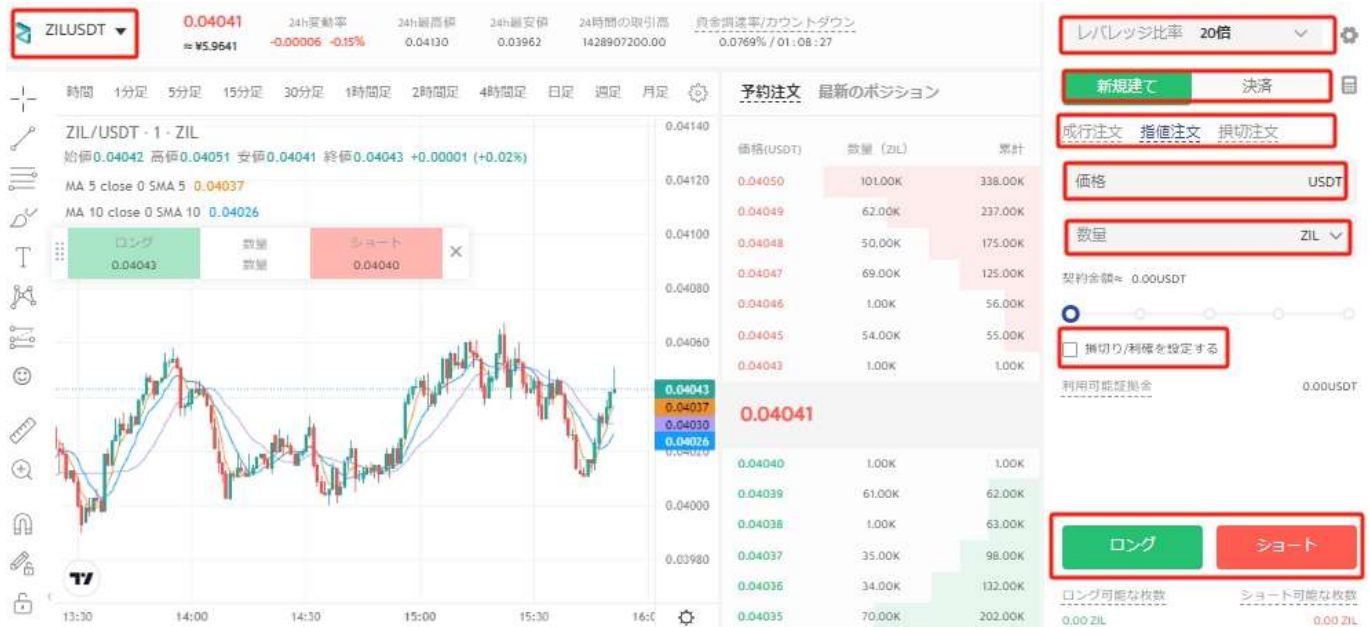 ZILUSDT
0.04041
≈ ¥5.9641
24h変動率
-0.00006 -0.15%
24h最高値
0.04130
24h最安値
0.03962
24時間の取引高
1428907200.00
資金調達率/カウントダウン
0.0769% / 01:08:27
時間 1分足 5分足 15分足 30分足 1時間足 2時間足 4時間足 日足 週足 月足
ZIL/USDT · 1 · ZIL
始値0.04042 高値0.04051 安値0.04041 終値0.04043 +0.00001 (+0.02%)
MA 5 close 0 SMA 5 0.04037
MA 10 close 0 SMA 10 0.04026
ロング 数量 ショート
0.04043 数量 0.04040
0.04140
0.04120
0.04100
0.04080
0.04060
0.04043
0.04037
0.04030
0.04026
0.04020
0.04000
0.03980
13:30 14:00 14:30 15:00 15:30 16:0
予約注文 最新のポジション
価格(USDT) 数量 (ZIL) 累計
0.04050 101.00K 338.00K
0.04049 62.00K 237.00K
0.04048 50.00K 175.00K
0.04047 69.00K 125.00K
0.04046 1.00K 56.00K
0.04045 54.00K 55.00K
0.04043 1.00K 1.00K
0.04041
0.04040 1.00K 1.00K
0.04039 61.00K 62.00K
0.04038 1.00K 63.00K
0.04037 35.00K 98.00K
0.04036 34.00K 132.00K
0.04035 70.00K 202.00K
レバレッジ比率 20倍
新規建て 決済
成行注文 指値注文 損切注文
価格 USDT
数量 ZIL
契約金額≈ 0.00USDT
損切り/利確を設定する
利用可能証拠金 0.00USDT
ロング ショート
ロング可能な枚数 ショート可能な枚数
0.00 ZIL 0.00 ZIL